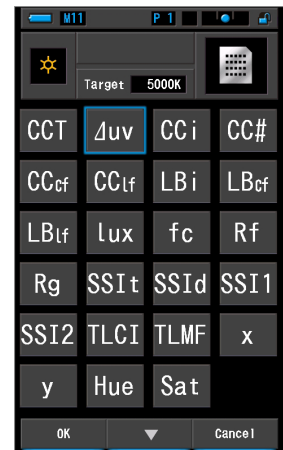 M11 P 1
Target 5000K
CCT ⊿uv CCi CC#
CCcf CClf LBi LBcf
LBlf lux fc Rf
Rg SSIt SSId SSI1
SSI2 TLCI TLMF x
y Hue Sat
OK ▼ Cancel